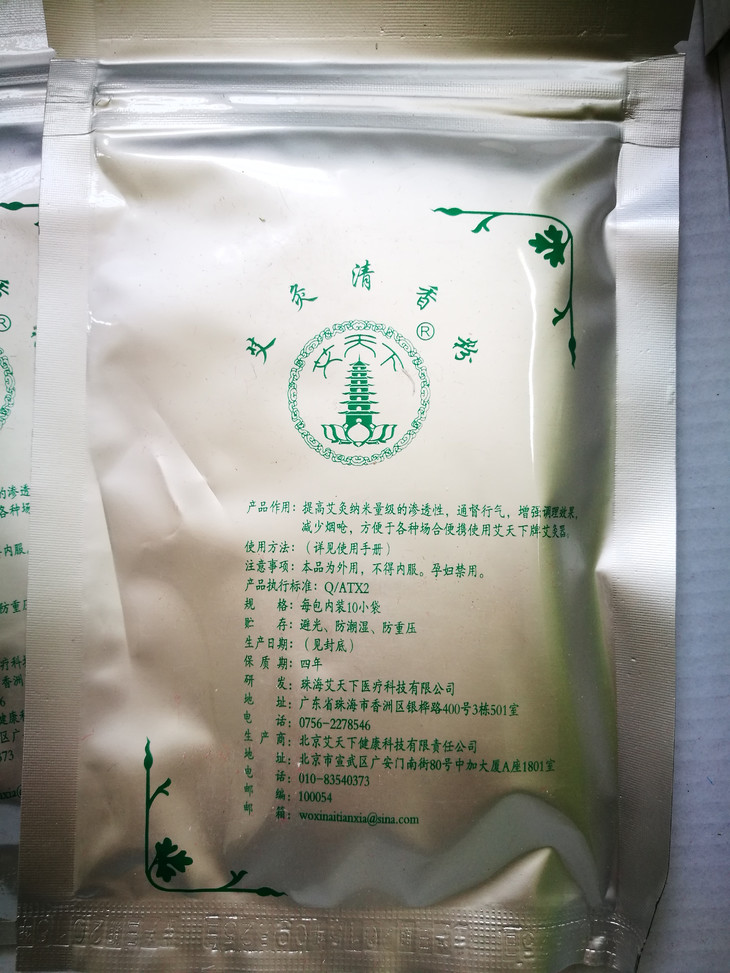 艾灸清香粉
®
艾天下
产品作用：提高艾灸纳米量级的渗透性，通督行气，增强调理效果，
减少烟呛，方便于各种场合便携使用艾天下牌艾灸器。
使用方法：（详见使用手册）
注意事项：本品为外用，不得内服。孕妇禁用。
产品执行标准：Q/ATX2
规 格：每包内装10小袋
贮 存：避光、防潮湿、防重压
生产日期：（见封底）
保 质 期：四年
研 发：珠海艾天下医疗科技有限公司
地 址：广东省珠海市香洲区银桦路400号3栋501室
电 话：0756-2278546
生 产 商：北京艾天下健康科技有限责任公司
地 址：北京市宣武区广安门南街80号中加大厦A座1801室
电 话：010-83540373
邮 编：100054
邮 箱：woxinaitianxia@sina.com